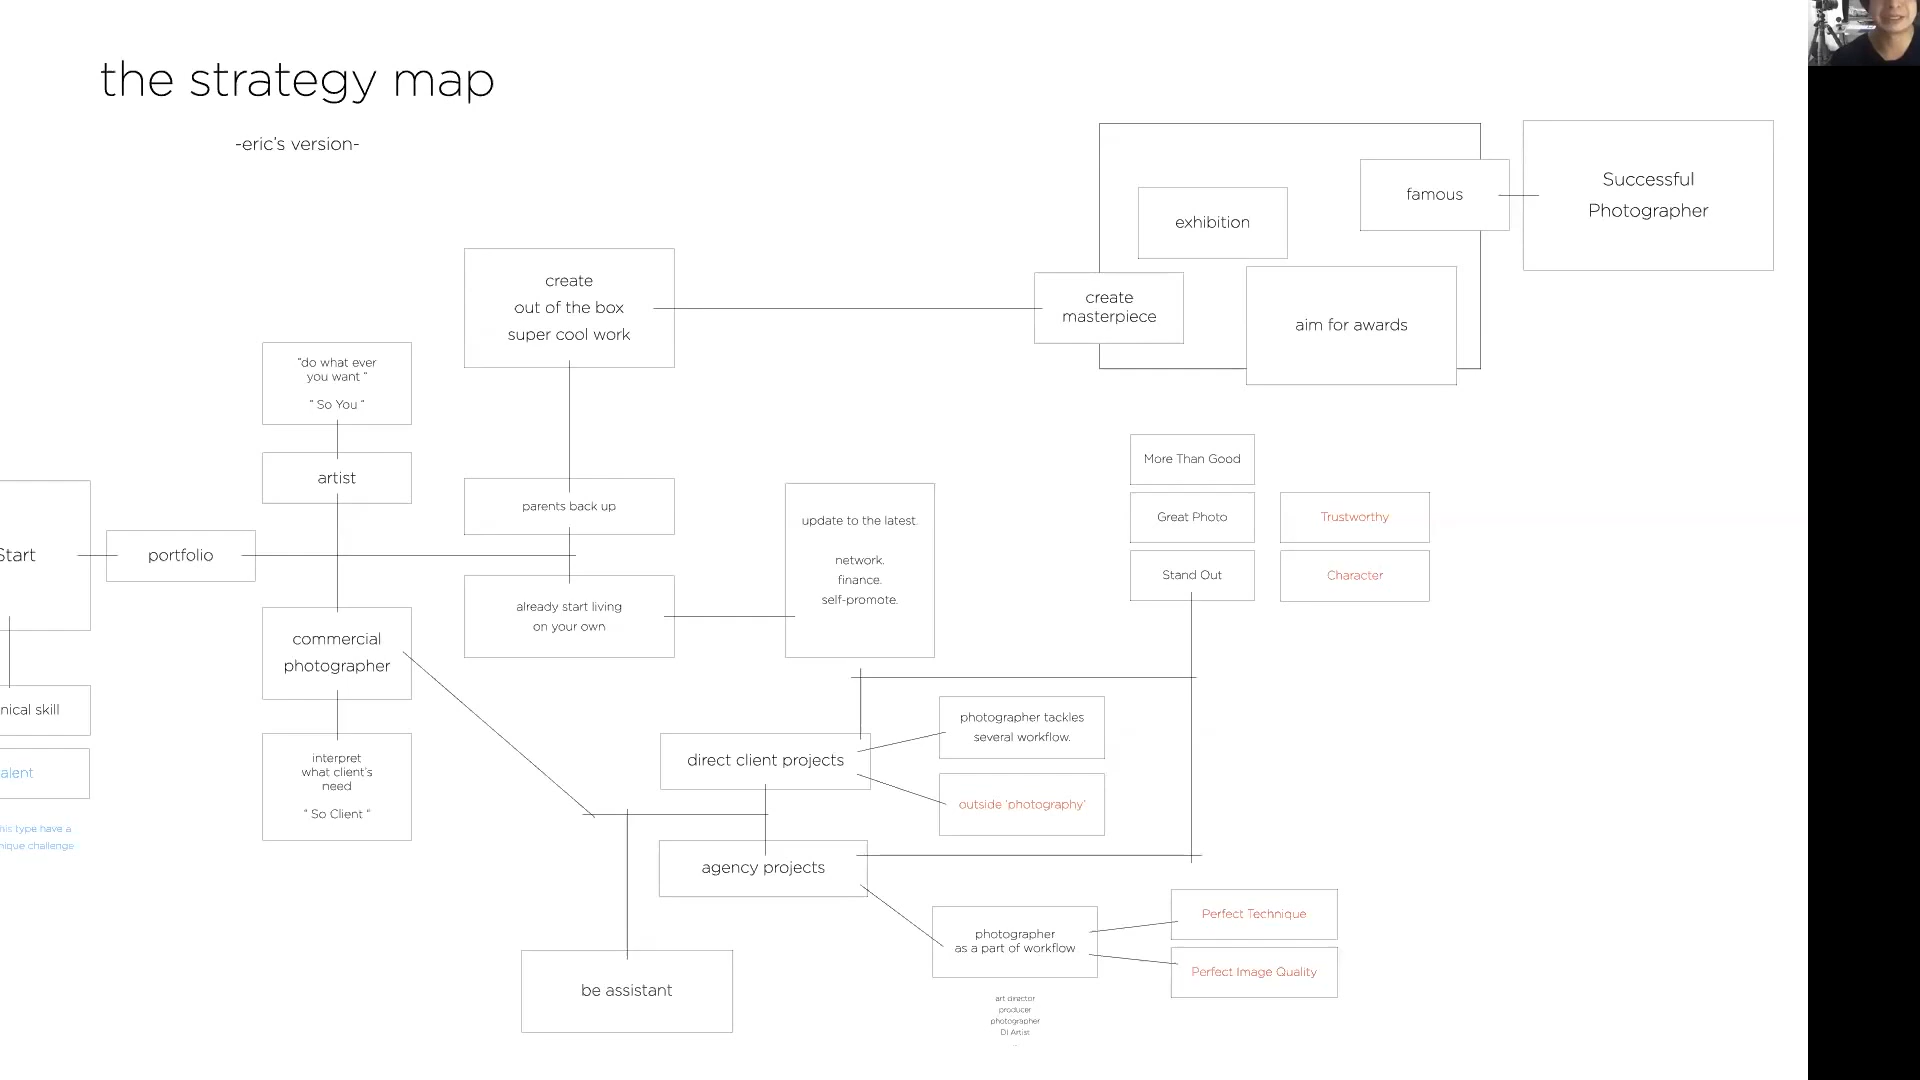 the strategy map
-eric's version-
Successful
Photographer
famous
exhibition
create
masterpiece
aim for awards
create
out of the box
super cool work
"do what ever
you want "
" So You "
artist
parents back up
update to the latest.
network.
finance.
self-promote.
More Than Good
Great Photo
Stand Out
Trustworthy
Character
Start
portfolio
already start living
on your own
commercial
photographer
nical skill
alent
his type have a
nique challenge
interpret
what client's
need
" So Client "
direct client projects
photographer tackles
several workflow.
outside 'photography'
agency projects
photographer
as a part of workflow
Perfect Technique
Perfect Image Quality
be assistant
art director
producer
photographer
DI Artist